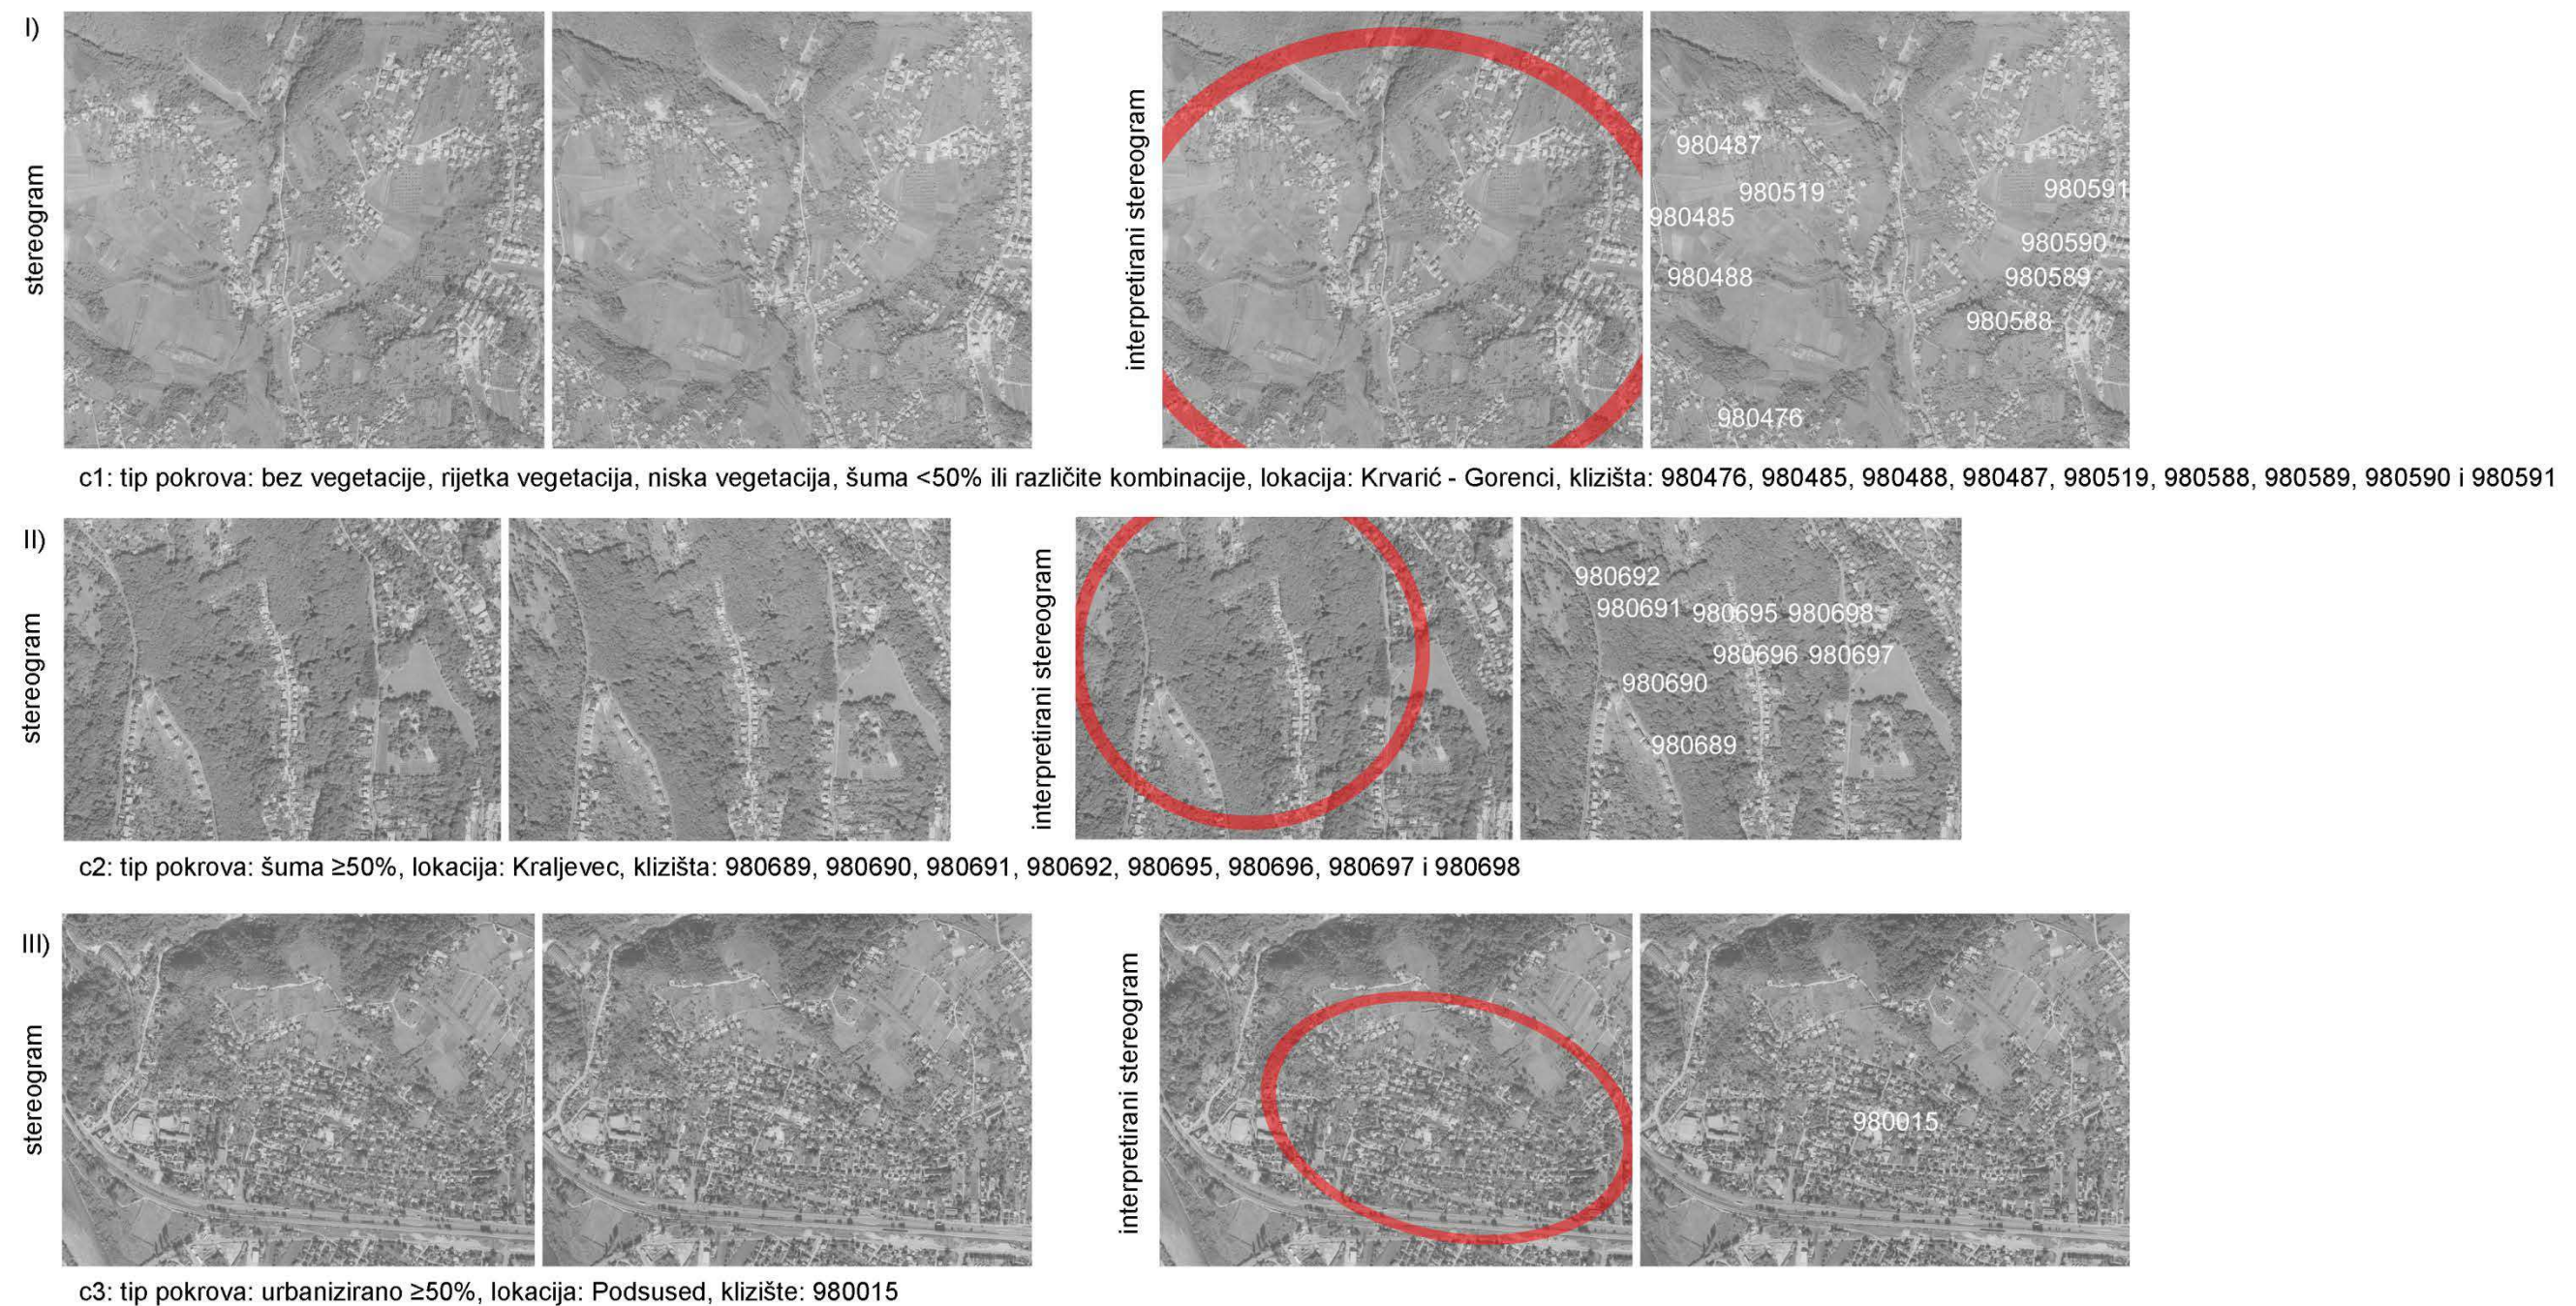 I)
stereogram
interpretirani stereogram
980487
980519
980591
980485
980590
980488
980589
980588
980476
c1: tip pokrova: bez vegetacije, rijetka vegetacija, niska vegetacija, šuma <50% ili različite kombinacije, lokacija: Krvarić - Gorenci, klizišta: 980476, 980485, 980488, 980487, 980519, 980588, 980589, 980590 i 980591
II)
stereogram
interpretirani stereogram
980692
980691 980695 980698
980696 980697
980690
980689
c2: tip pokrova: šuma ≥50%, lokacija: Kraljevec, klizišta: 980689, 980690, 980691, 980692, 980695, 980696, 980697 i 980698
III)
stereogram
interpretirani stereogram
980015
c3: tip pokrova: urbanizirano ≥50%, lokacija: Podsused, klizište: 980015